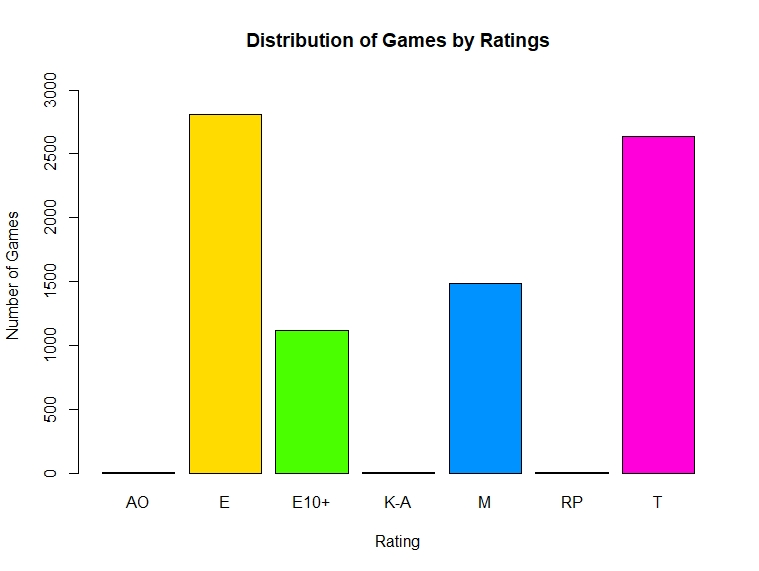 Distribution of Games by Ratings
Number of Games
3000
2500
2000
1500
1000
500
0
AO E E10+ K-A M RP T
Rating